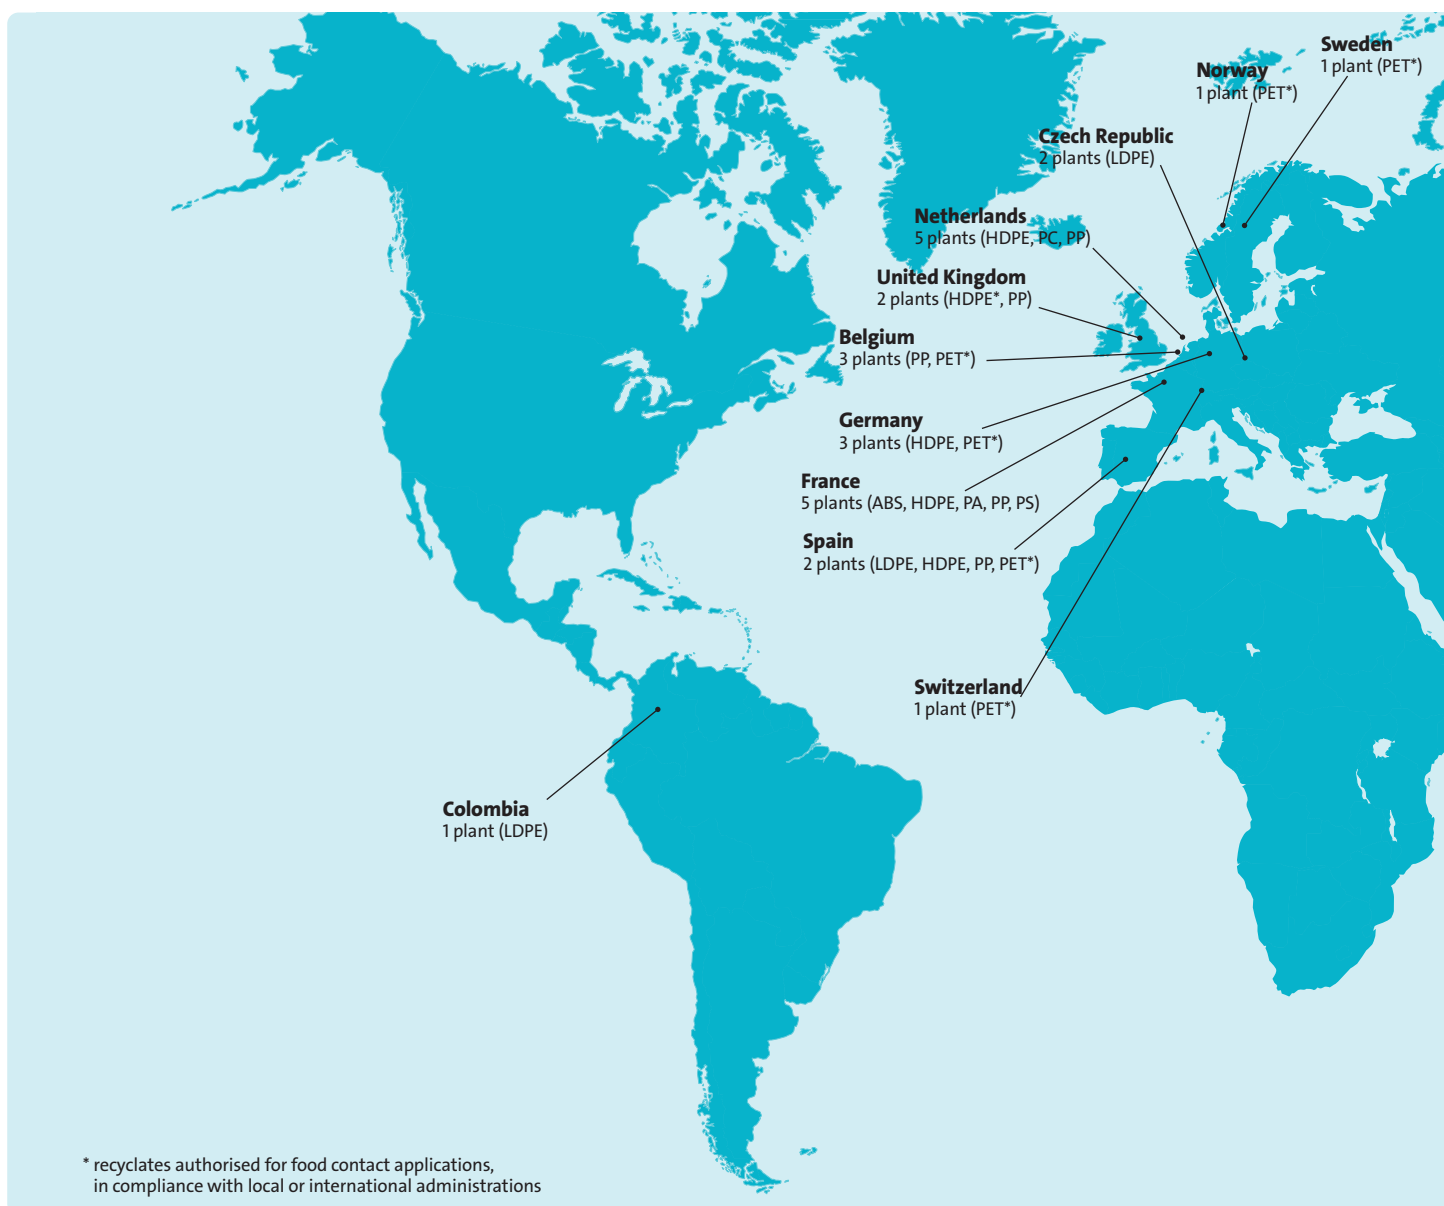 Sweden
1 plant (PET*)
Norway
1 plant (PET*)
Czech Republic
2 plants (LDPE)
Netherlands
5 plants (HDPE, PC, PP)
United Kingdom
2 plants (HDPE*, PP)
Belgium
3 plants (PP, PET*)
Germany
3 plants (HDPE, PET*)
France
5 plants (ABS, HDPE, PA, PP, PS)
Spain
2 plants (LDPE, HDPE, PP, PET*)
Switzerland
1 plant (PET*)
Colombia
1 plant (LDPE)
* recyclates authorised for food contact applications,
in compliance with local or international administrations